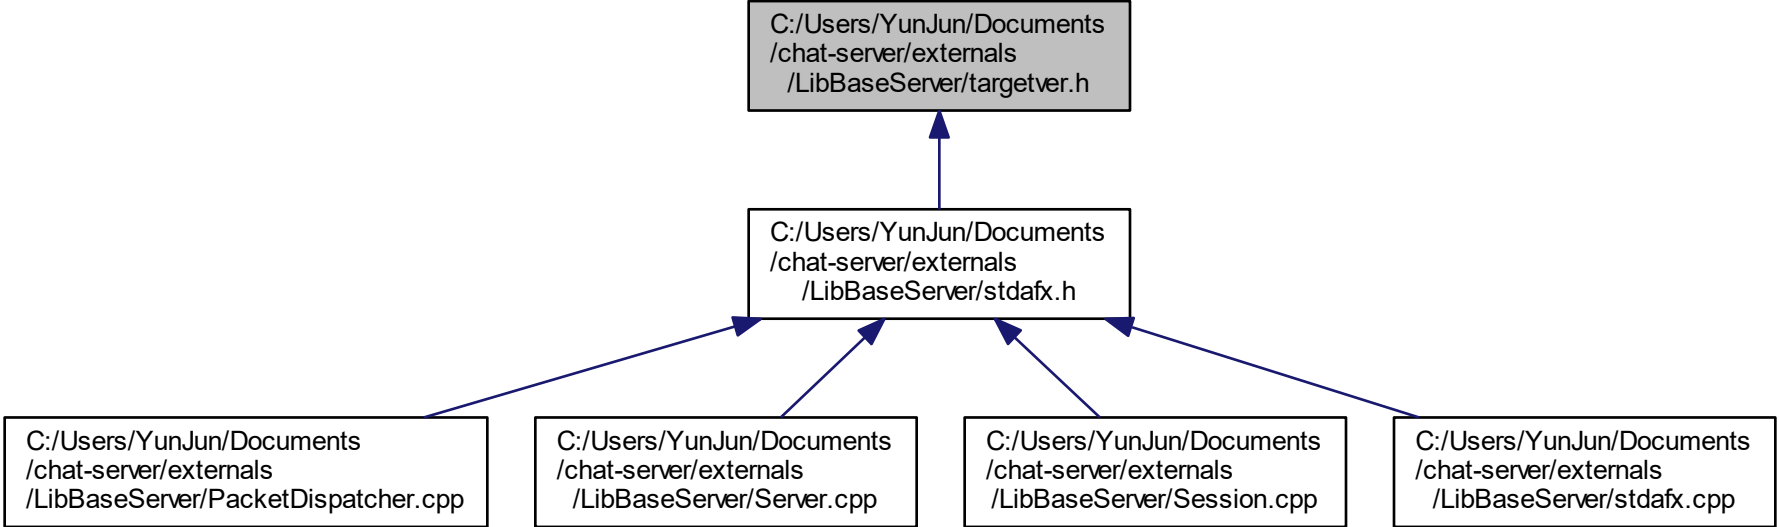 C:/Users/YunJun/Documents
/chat-server/externals
/LibBaseServer/targetver.h
C:/Users/YunJun/Documents
/chat-server/externals
/LibBaseServer/stdafx.h
C:/Users/YunJun/Documents
/chat-server/externals
/LibBaseServer/PacketDispatcher.cpp
C:/Users/YunJun/Documents
/chat-server/externals
/LibBaseServer/Server.cpp
C:/Users/YunJun/Documents
/chat-server/externals
/LibBaseServer/Session.cpp
C:/Users/YunJun/Documents
/chat-server/externals
/LibBaseServer/stdafx.cpp